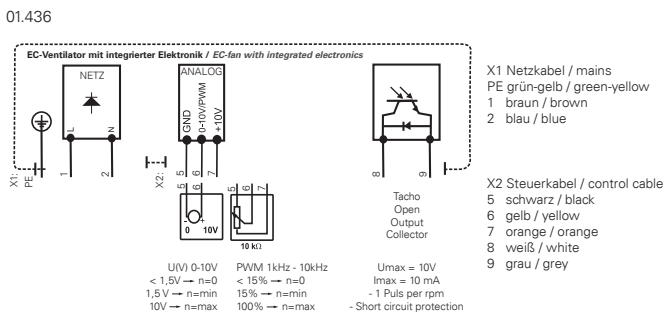 01.436
EC-Ventilator mit integrierter Elektronik / EC-fan with integrated electronics
NETZ
L
N
ANALOG
GND
0-10V/PWM
+10V
X1:
PE
1
2
X2:
5
6
7
8
9
5
6
- +
0 10V
5
6
7
10 kΩ
Tacho
Open
Output
Collector
U(V) 0-10V
< 1,5V → n=0
1,5 V → n=min
10V → n=max
PWM 1kHz - 10kHz
< 15% → n=0
15% → n=min
100% → n=max
Umax = 10V
Imax = 10 mA
- 1 Puls per rpm
- Short circuit protection
X1 Netzkabel / mains
PE grün-gelb / green-yellow
1 braun / brown
2 blau / blue
X2 Steuerkabel / control cable
5 schwarz / black
6 gelb / yellow
7 orange / orange
8 weiß / white
9 grau / grey